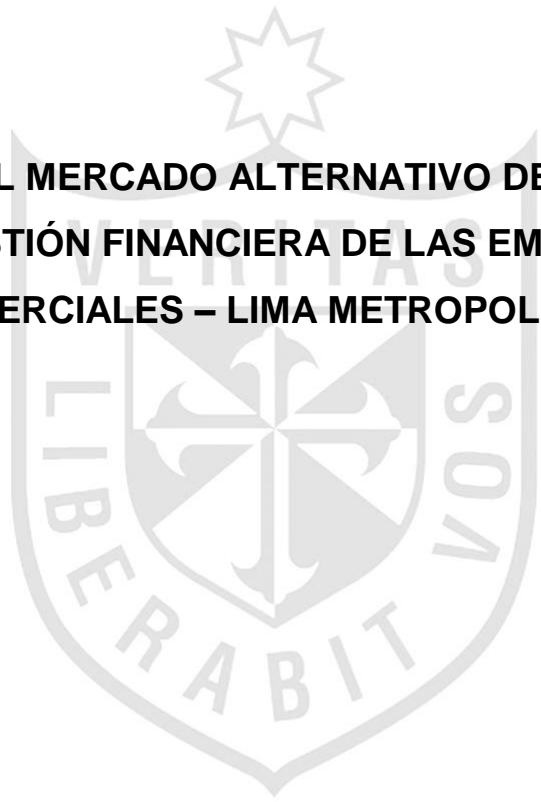 L MERCADO ALTERNATIVO DE
STIÓN FINANCIERA DE LAS EM
ERCIALES – LIMA METROPOL
VERITAS
LIBERABIT VOS